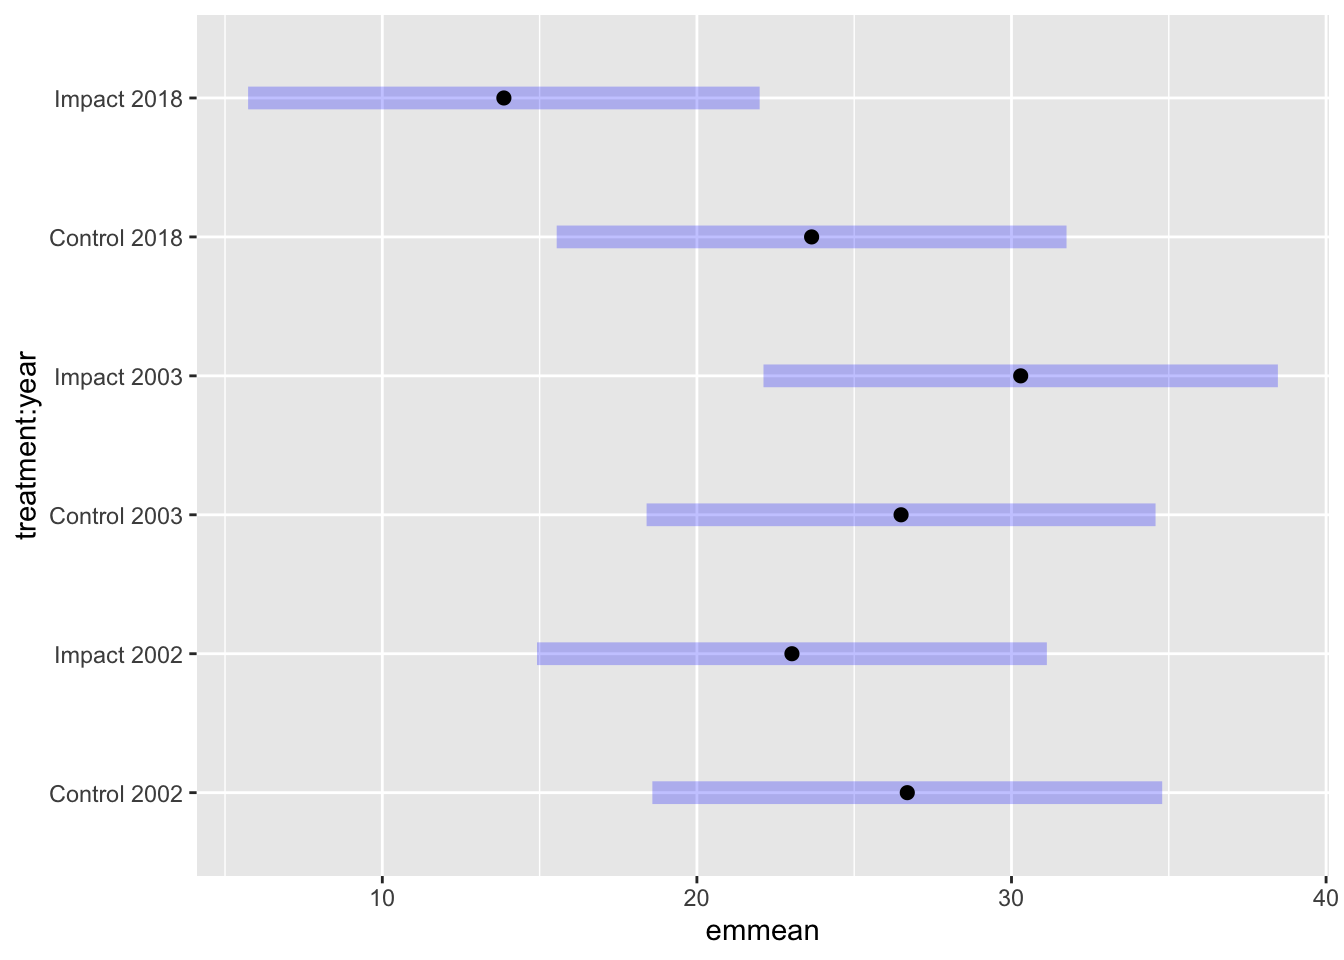 Impact 2018
Control 2018
Impact 2003
Control 2003
Impact 2002
Control 2002
treatment:year
10 20 30 40
emmean